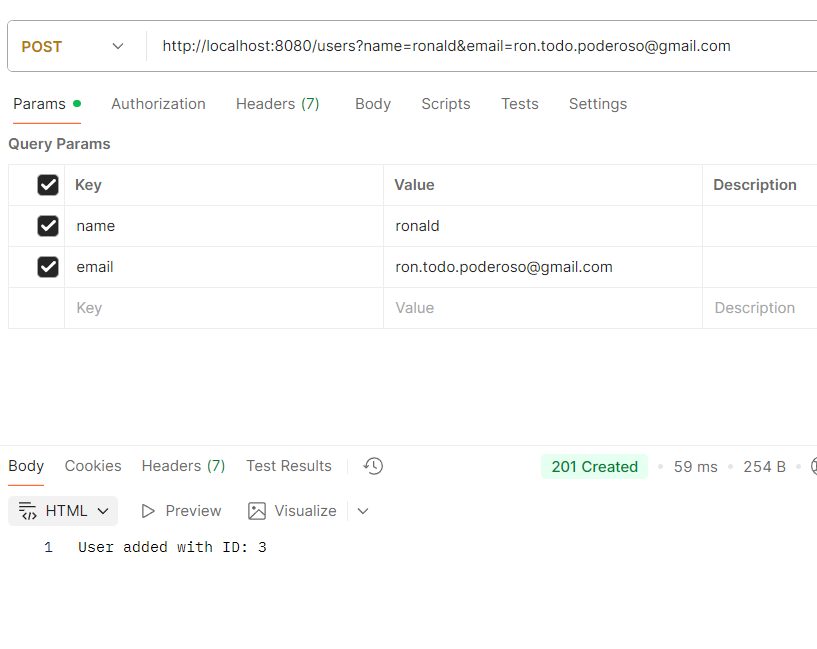 POST http://localhost:8080/users?name=ronald&email=ron.todo.poderoso@gmail.com
Params Authorization Headers (7) Body Scripts Tests Settings
Query Params
Key Value Description
name ronald
email ron.todo.poderoso@gmail.com
Key Value Description
Body Cookies Headers (7) Test Results 201 Created 59 ms 254 B
HTML Preview Visualize
1 User added with ID: 3